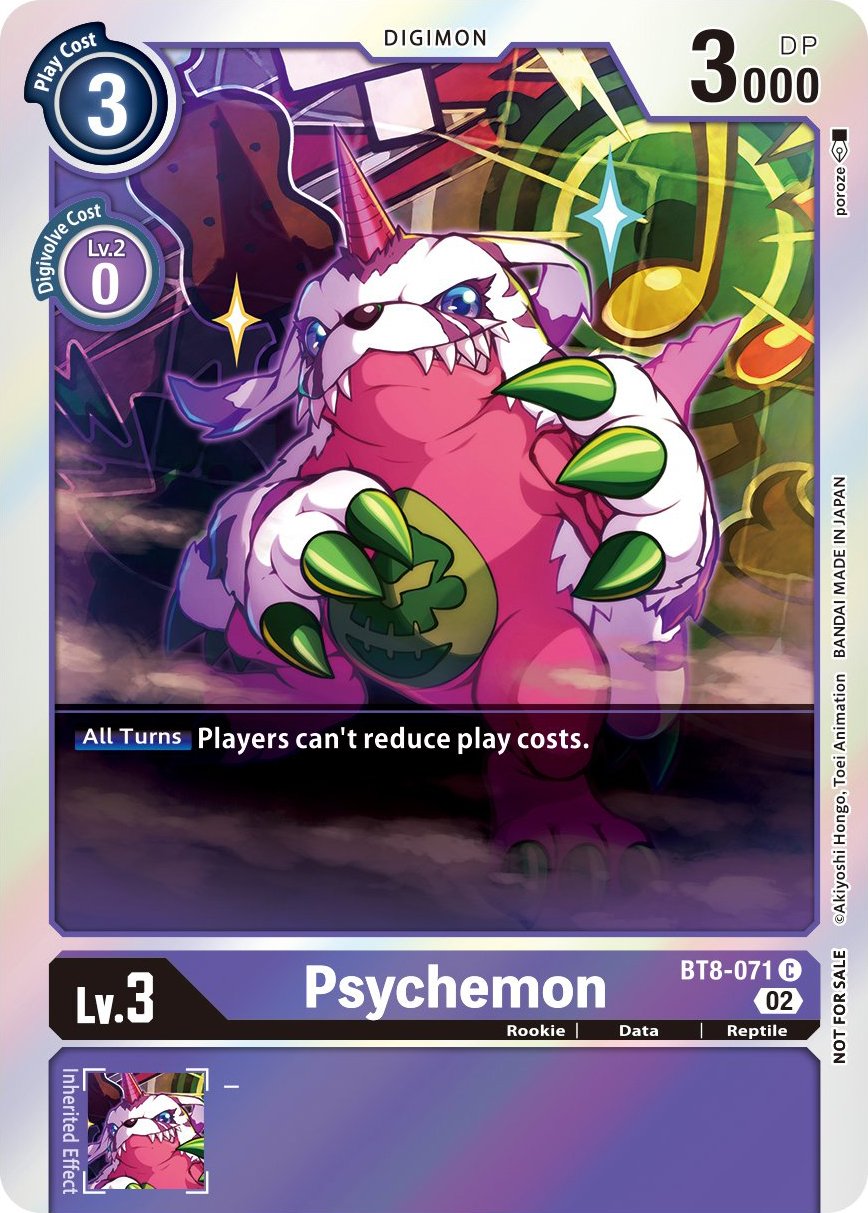 DIGIMON
Play Cost
3
DP
3000
Digivolve Cost
Lv.2
0
poroze
All Turns Players can't reduce play costs.
©Akiyoshi Hongo, Toei Animation BANDAI MADE IN JAPAN
NOT FOR SALE
Lv.3
Psychemon
BT8-071 C
02
Rookie | Data | Reptile
Inherited Effect
–